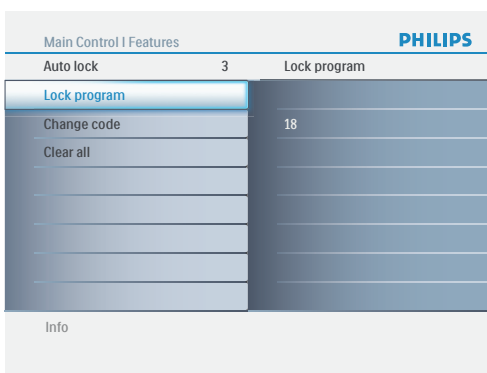 Main Control I Features
PHILIPS
Auto lock 3
Lock program
Lock program
Change code
18
Clear all
Info